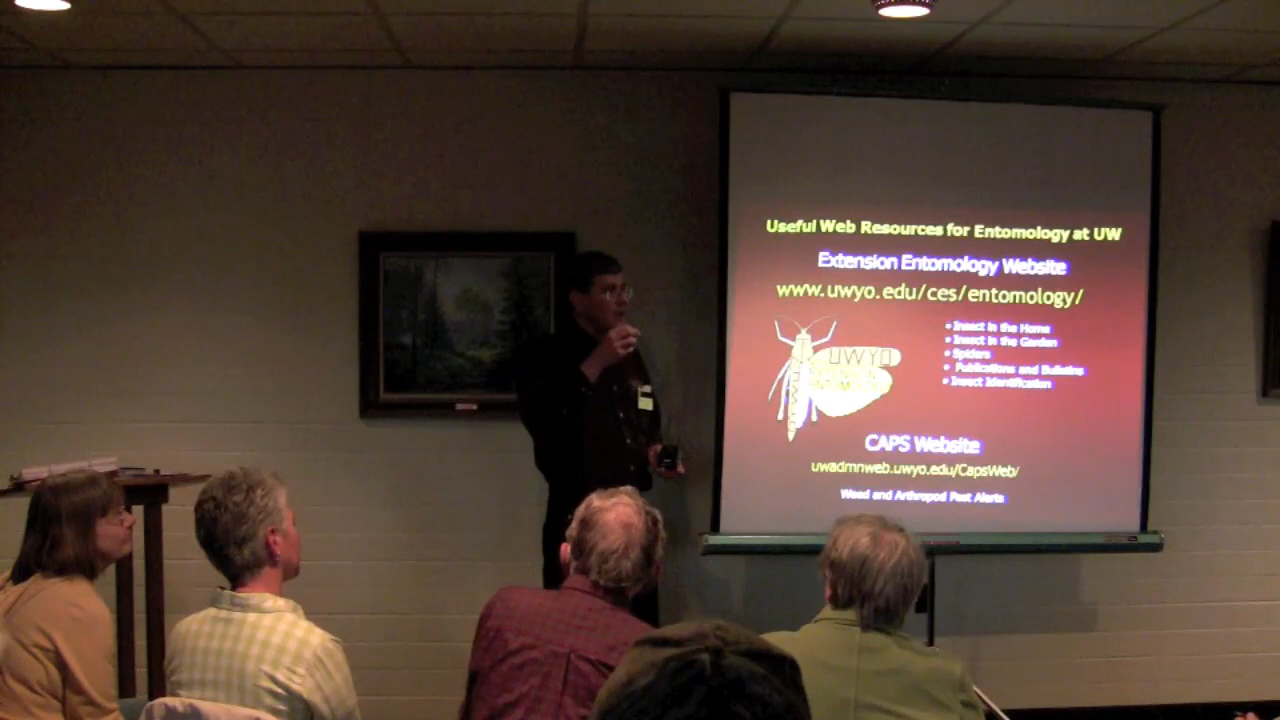 Useful Web Resources for Entomology at UW
Extension Entomology Website
www.uwyo.edu/ces/entomology/
• Insect in the Home
• Insect in the Garden
• Spiders
• Publications and Bulletins
• Insect Identification
UWYO
CAPS Website
uwadmnweb.uwyo.edu/CapsWeb/
Weed and Arthropod Pest Alerts